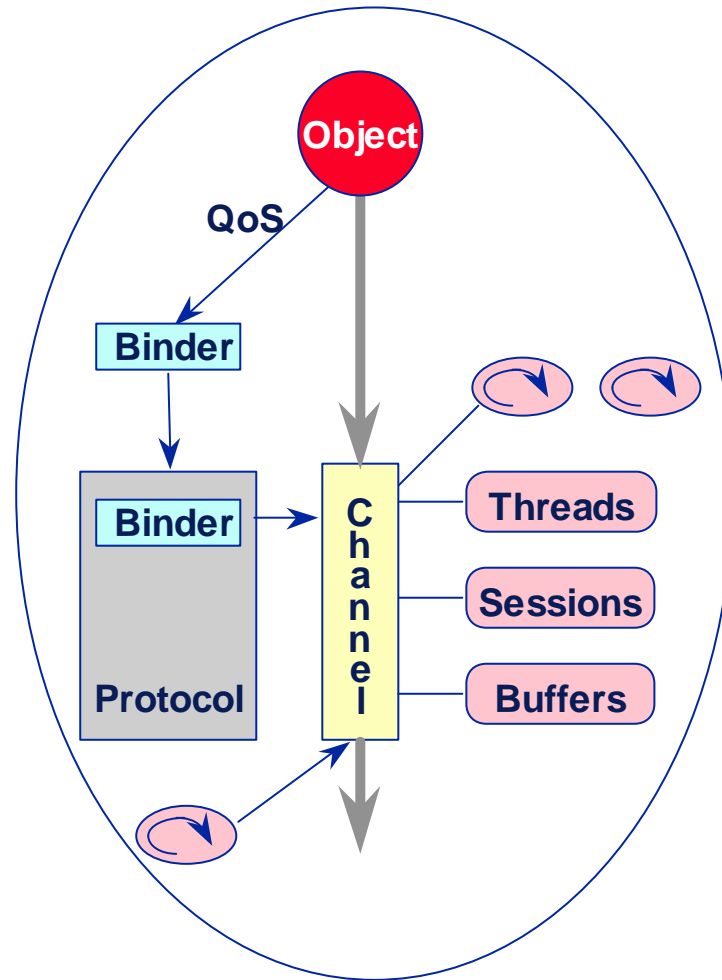 Object
QoS
Binder
Binder
Protocol
Channel
Threads
Sessions
Buffers